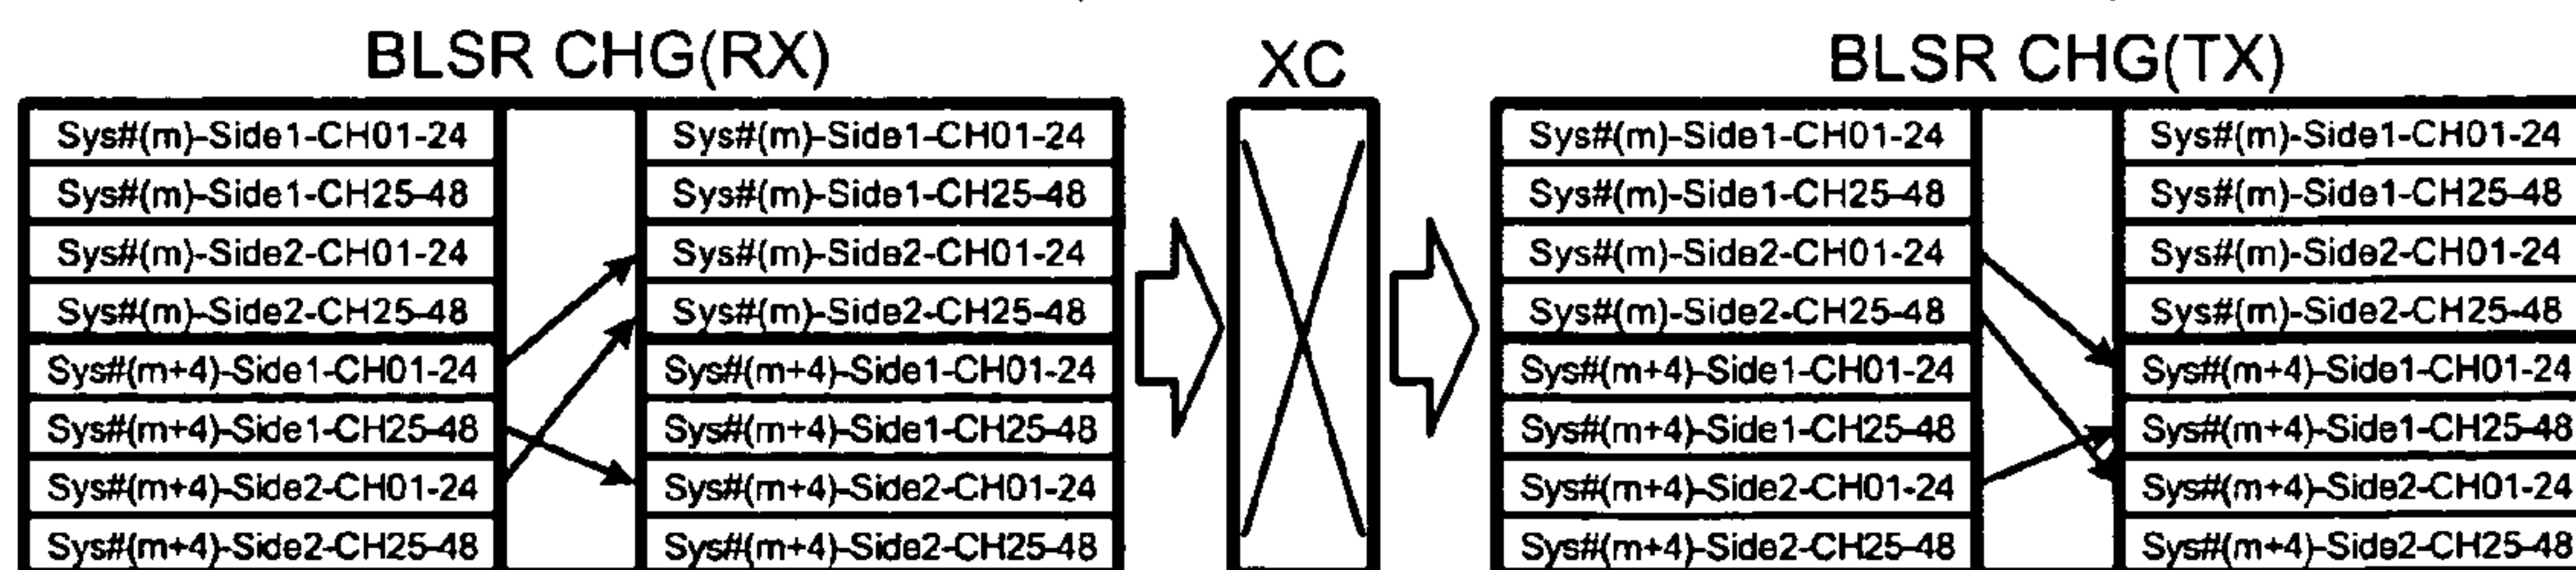 BLSR CHG(RX) XC BLSR CHG(TX)
Sys#(m)-Side1-CH01-24 Sys#(m)-Side1-CH01-24 Sys#(m)-Side1-CH01-24 Sys#(m)-Side1-CH01-24
Sys#(m)-Side1-CH25-48 Sys#(m)-Side1-CH25-48 Sys#(m)-Side1-CH25-48 Sys#(m)-Side1-CH25-48
Sys#(m)-Side2-CH01-24 Sys#(m)-Side2-CH01-24 Sys#(m)-Side2-CH01-24 Sys#(m)-Side2-CH01-24
Sys#(m)-Side2-CH25-48 Sys#(m)-Side2-CH25-48 Sys#(m)-Side2-CH25-48 Sys#(m)-Side2-CH25-48
Sys#(m+4)-Side1-CH01-24 Sys#(m+4)-Side1-CH01-24 Sys#(m+4)-Side1-CH01-24 Sys#(m+4)-Side1-CH01-24
Sys#(m+4)-Side1-CH25-48 Sys#(m+4)-Side1-CH25-48 Sys#(m+4)-Side1-CH25-48 Sys#(m+4)-Side1-CH25-48
Sys#(m+4)-Side2-CH01-24 Sys#(m+4)-Side2-CH01-24 Sys#(m+4)-Side2-CH01-24 Sys#(m+4)-Side2-CH01-24
Sys#(m+4)-Side2-CH25-48 Sys#(m+4)-Side2-CH25-48 Sys#(m+4)-Side2-CH25-48 Sys#(m+4)-Side2-CH25-48